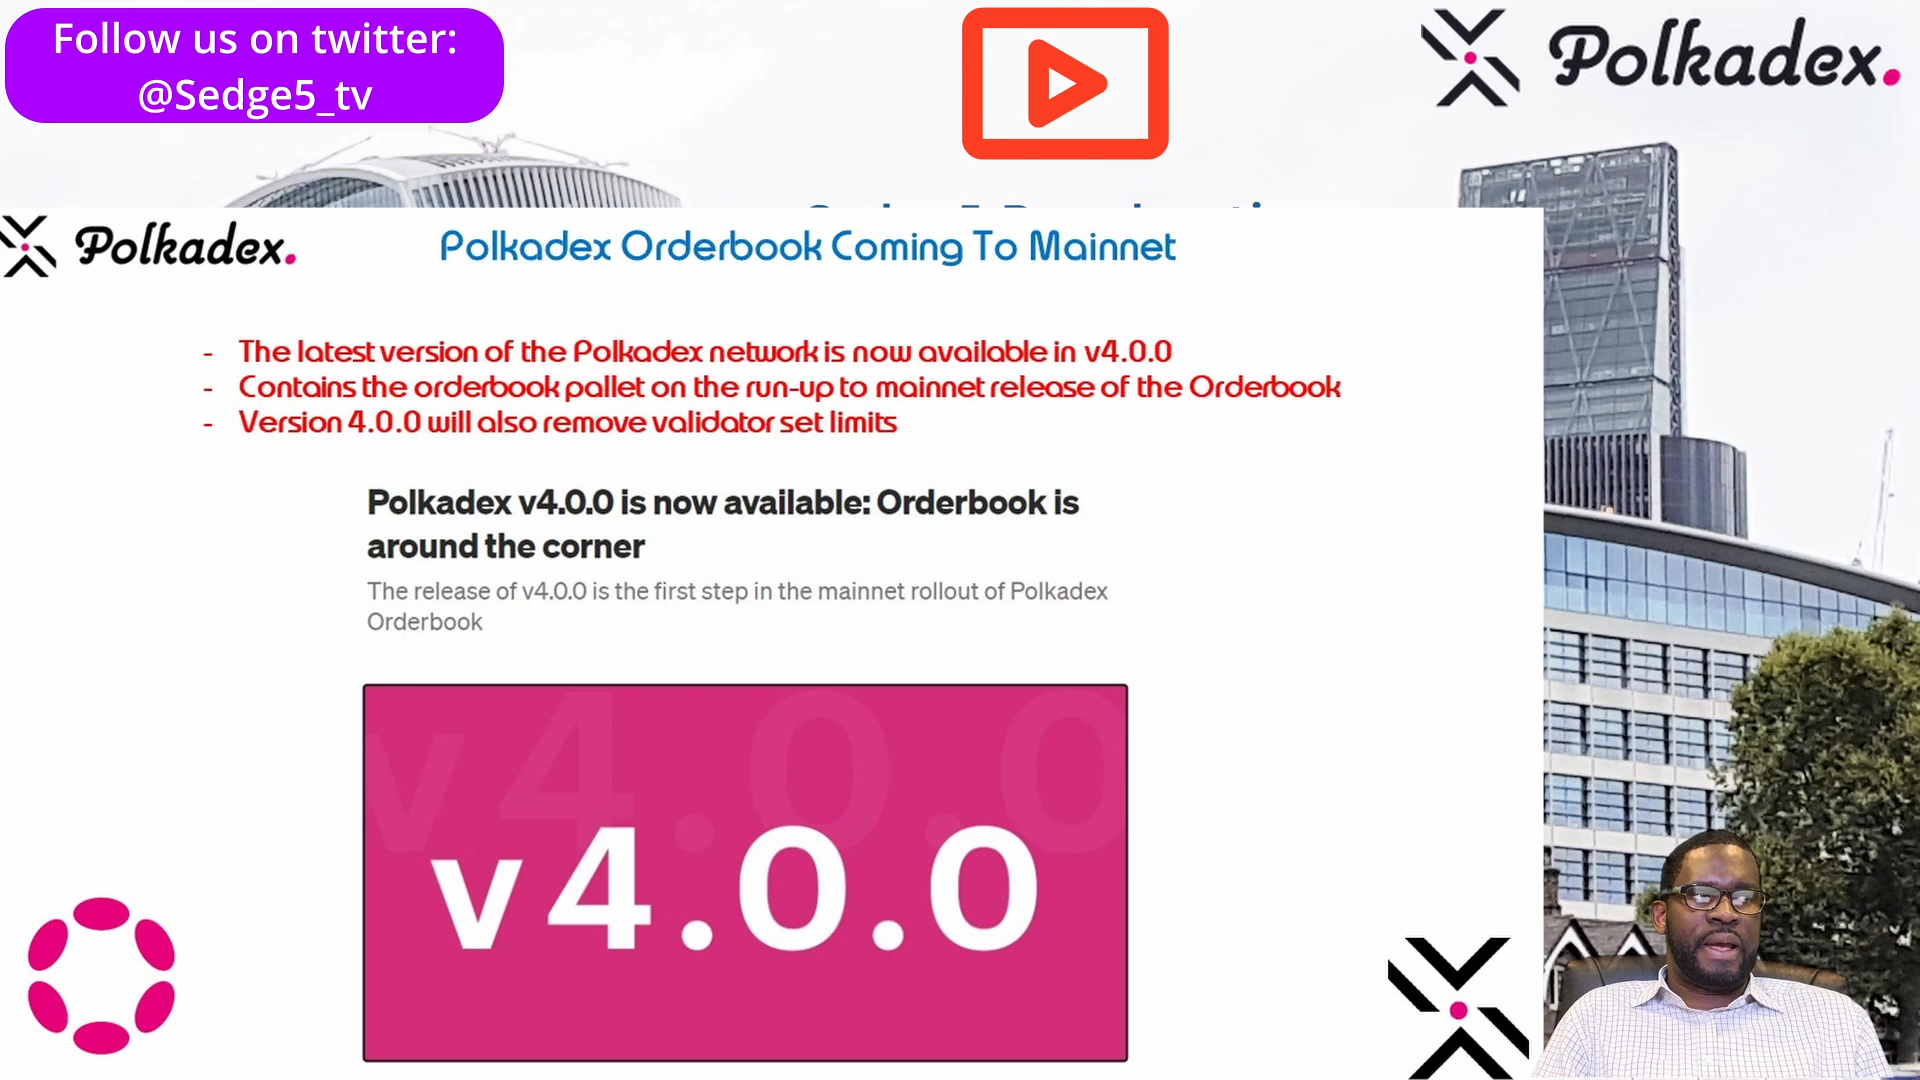 Follow us on twitter:
@Sedge5_tv
Polkadex.
Polkadex.
Polkadex Orderbook Coming To Mainnet
- The latest version of the Polkadex network is now available in v4.0.0
- Contains the orderbook pallet on the run-up to mainnet release of the Orderbook
- Version 4.0.0 will also remove validator set limits
Polkadex v4.0.0 is now available: Orderbook is
around the corner
The release of v4.0.0 is the first step in the mainnet rollout of Polkadex
Orderbook
v4.0.0
v4.0.0